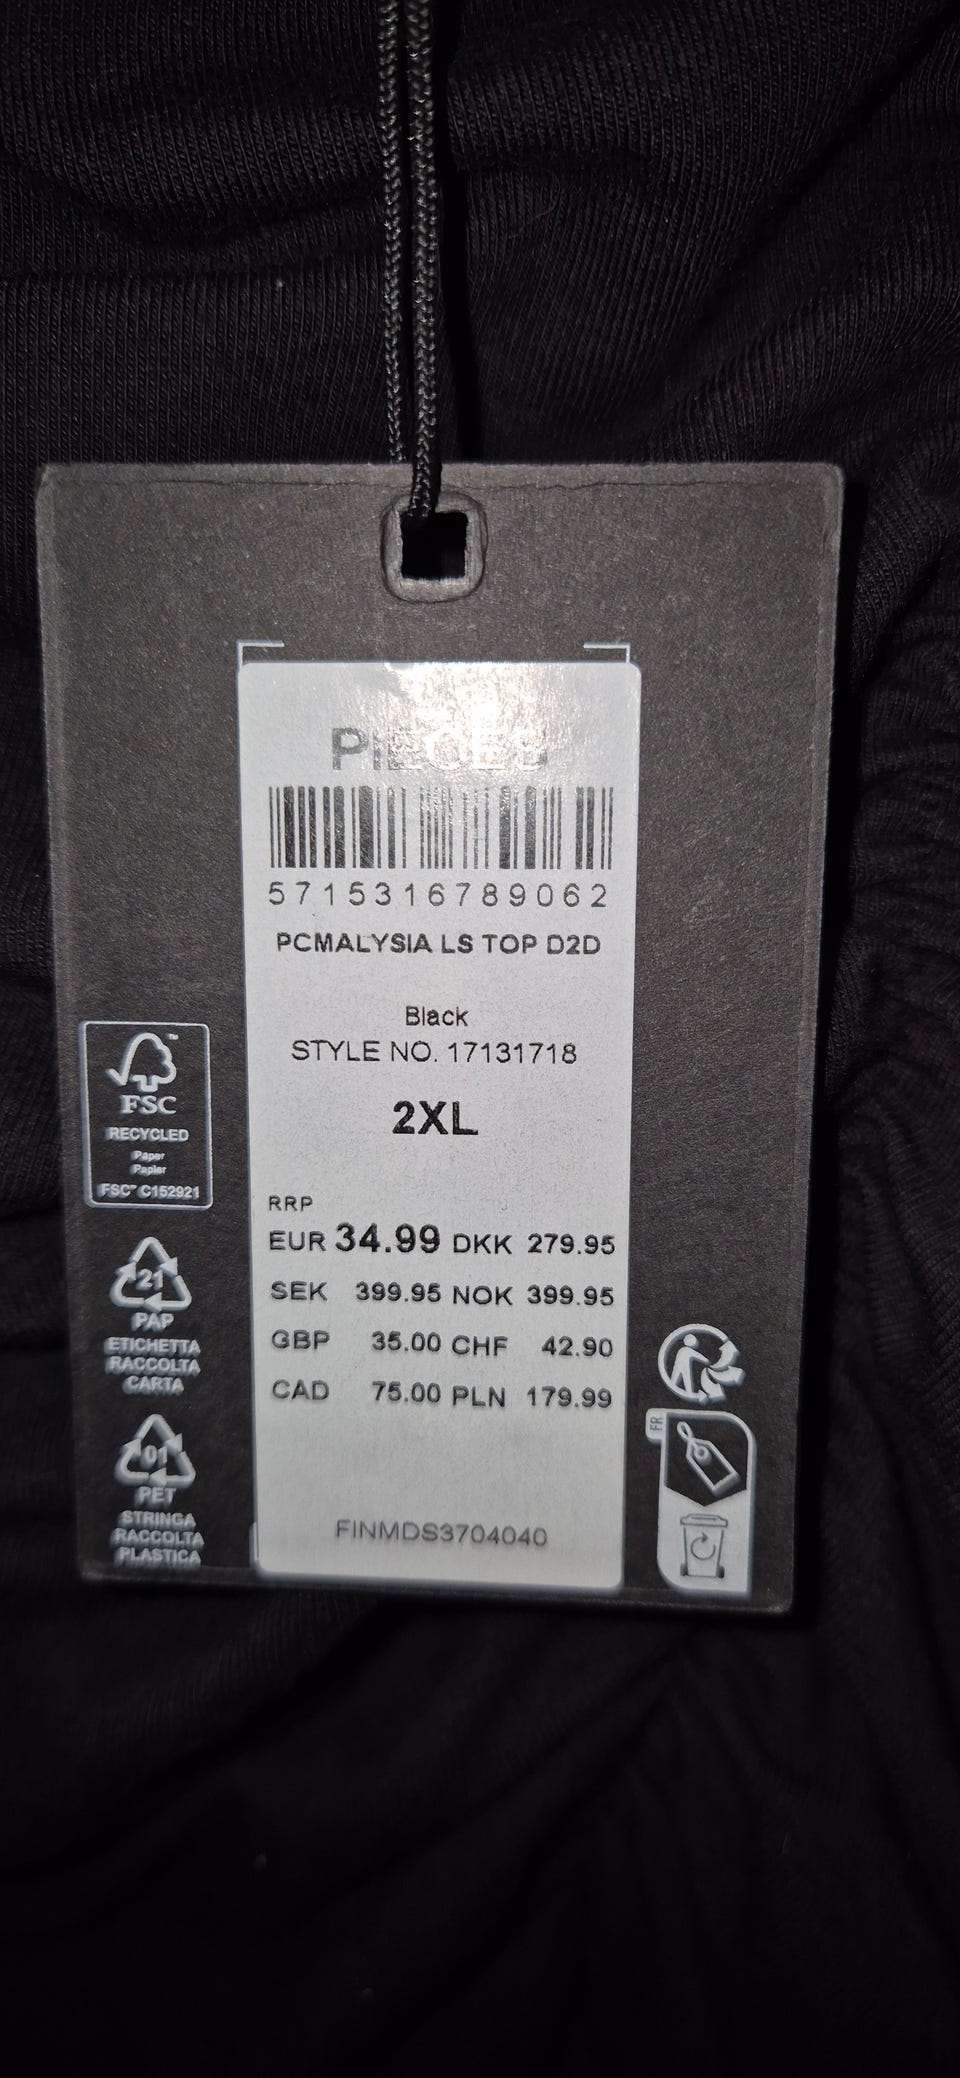 PIECES
5715316789062
PCMALYSIA LS TOP D2D
Black
STYLE NO. 17131718
2XL
RRP
EUR 34.99 DKK 279.95
SEK 399.95 NOK 399.95
GBP 35.00 CHF 42.90
CAD 75.00 PLN 179.99
FINMDS3704040
FSC
RECYCLED
Paper
Papier
FSC™ C152921
21
PAP
ETICHETTA
RACCOLTA
CARTA
01
PET
STRINGA
RACCOLTA
PLASTICA
FR